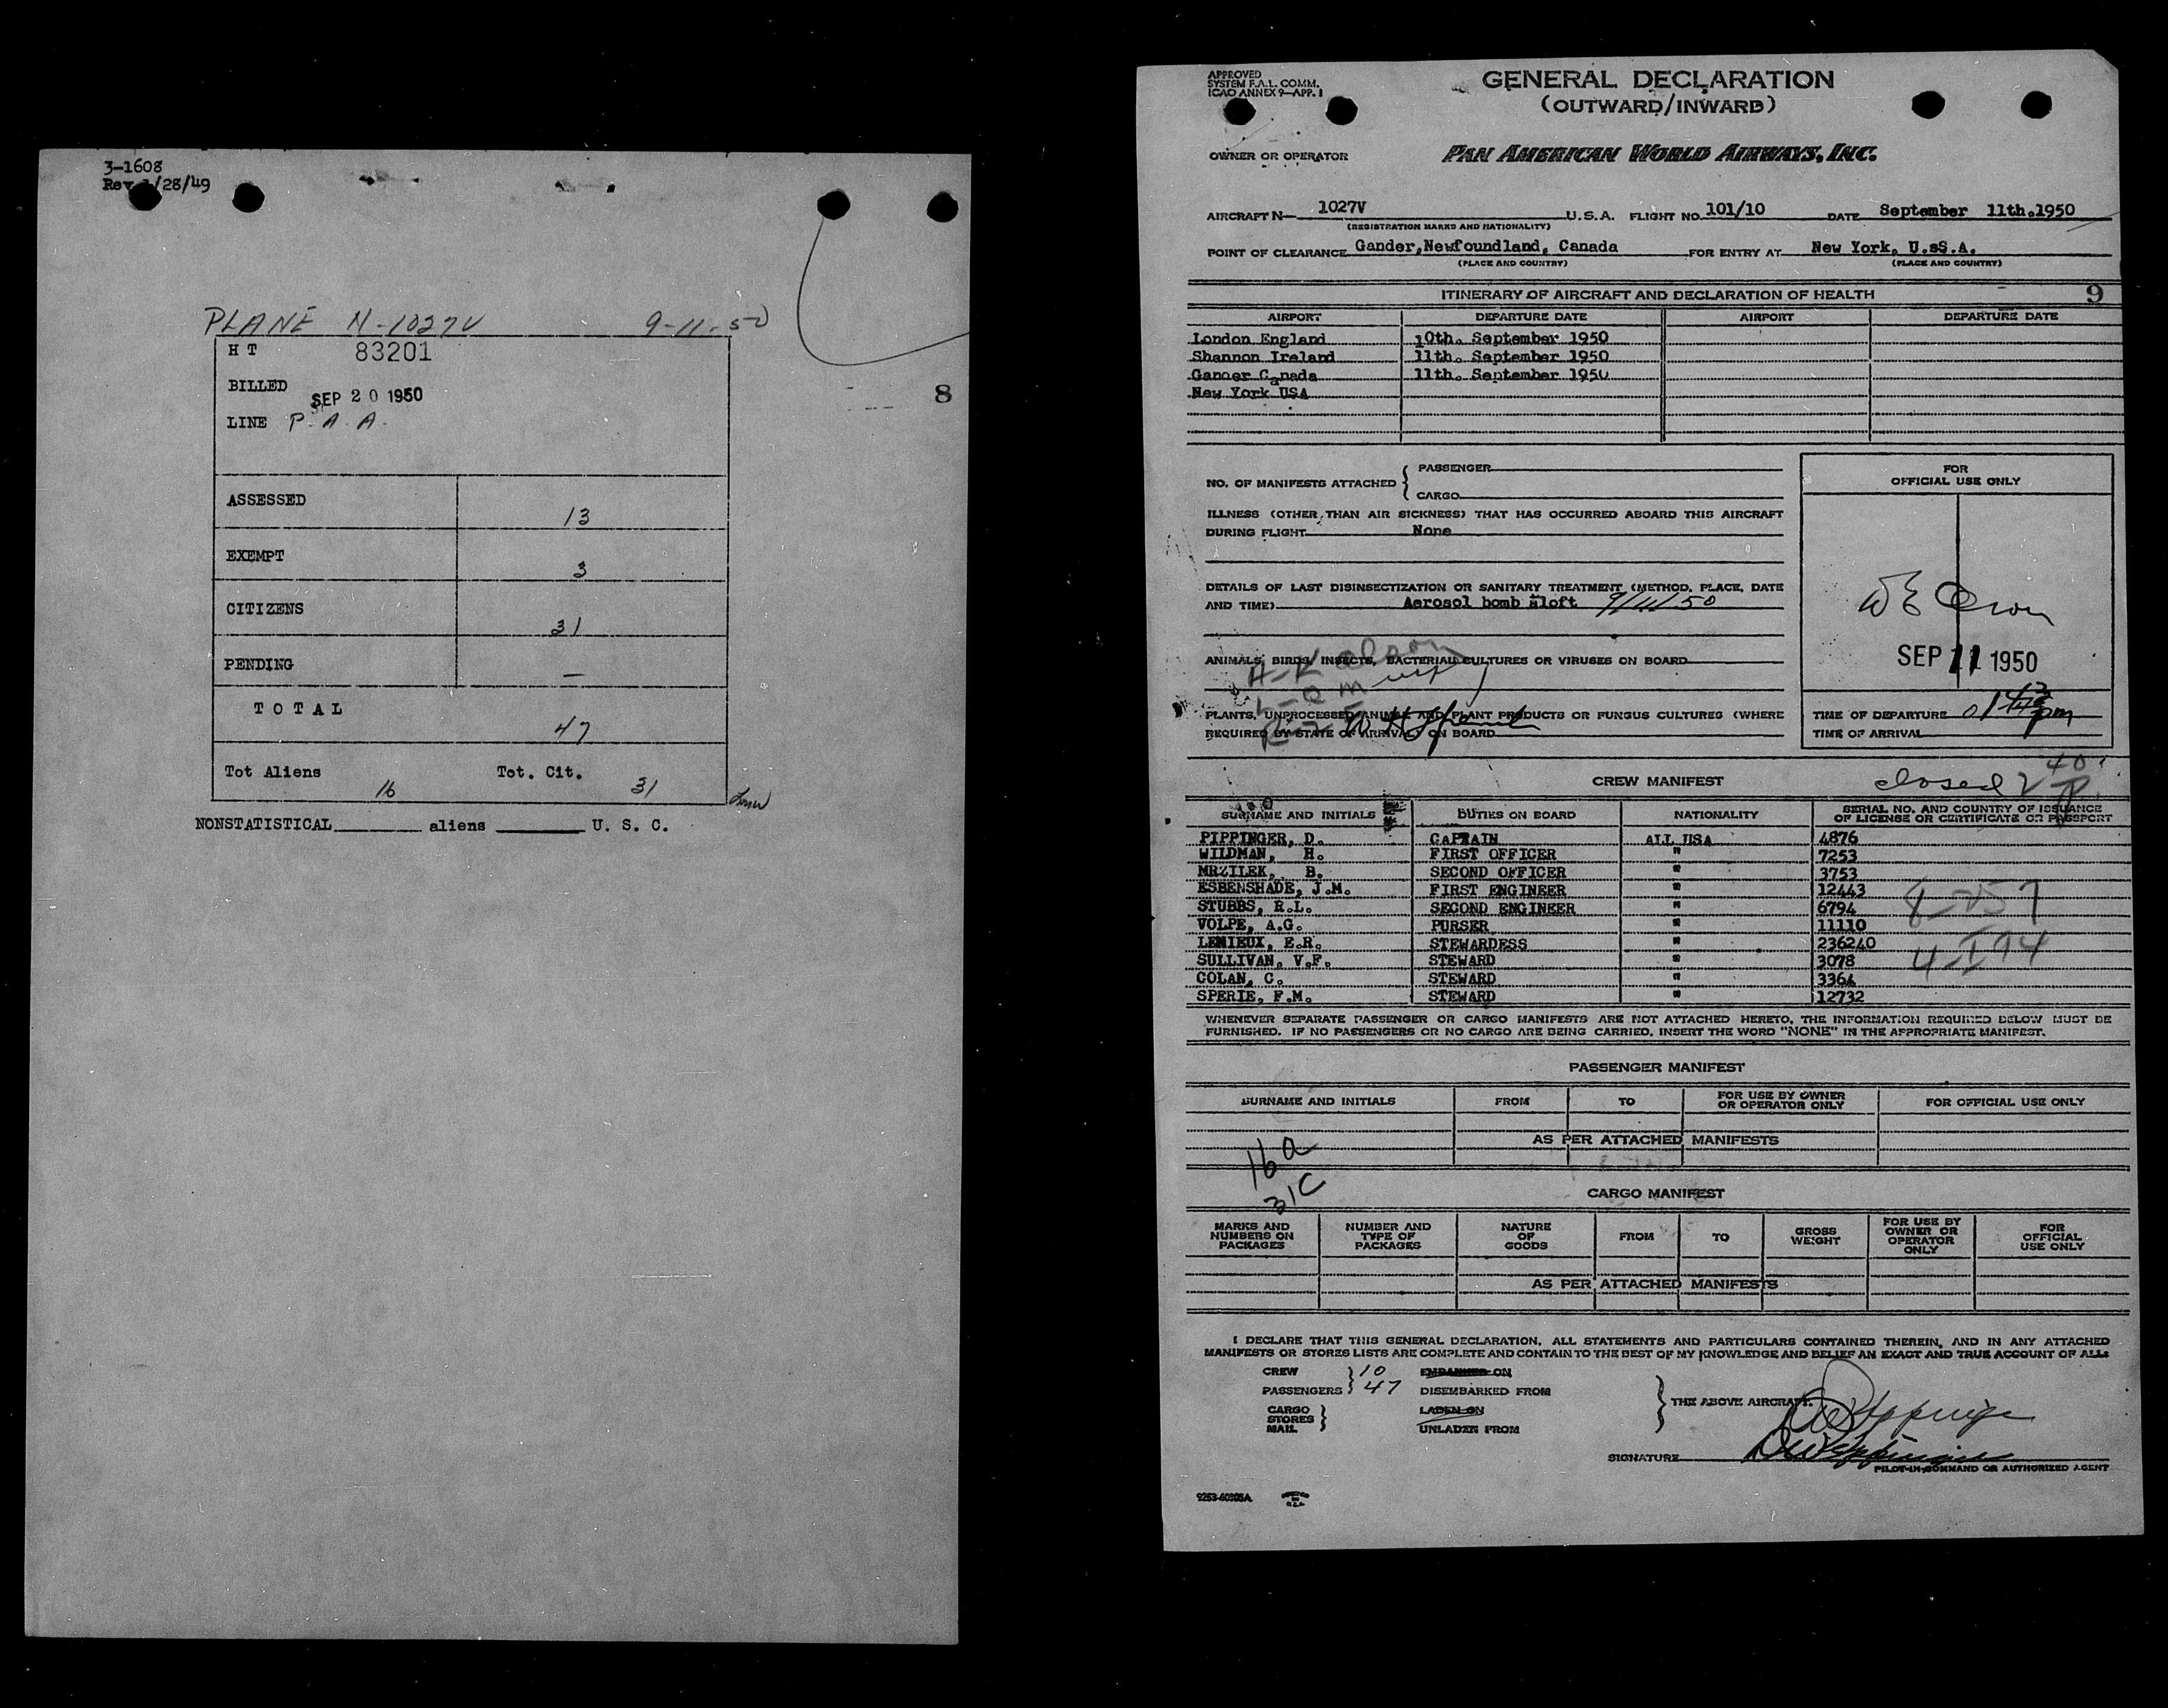 3-1608
Rev /28/49
PLANE N-1027V 9-11-50
H T 83201
BILLED SEP 20 1950
LINE P.A.A.
8
ASSESSED 13
EXEMPT 3
CITIZENS 31
PENDING —
T O T A L 47
Tot Aliens 16 Tot. Cit. 31
NONSTATISTICAL aliens U. S. C.
APPROVED
SYSTEM F.A.L. COMM.
ICAO ANNEX 9-APP. 1
GENERAL DECLARATION
(OUTWARD/INWARD)
OWNER OR OPERATOR PAN AMERICAN WORLD AIRWAYS, INC.
AIRCRAFT N— 1027V U.S.A. FLIGHT NO. 101/10 DATE September 11th.1950
(REGISTRATION MARKS AND NATIONALITY)
POINT OF CLEARANCE Gander,Newfoundland, Canada FOR ENTRY AT New York, U.sS.A.
(PLACE AND COUNTRY) (PLACE AND COUNTRY)
ITINERARY OF AIRCRAFT AND DECLARATION OF HEALTH 9
AIRPORT DEPARTURE DATE AIRPORT DEPARTURE DATE
London England 10th. September 1950
Shannon Ireland 11th. September 1950
Gander Canada 11th. September 1950
New York USA
NO. OF MANIFESTS ATTACHED { PASSENGER
CARGO
FOR
OFFICIAL USE ONLY
ILLNESS (OTHER THAN AIR SICKNESS) THAT HAS OCCURRED ABOARD THIS AIRCRAFT
DURING FLIGHT None
DETAILS OF LAST DISINSECTIZATION OR SANITARY TREATMENT (METHOD, PLACE, DATE
AND TIME) Aerosol bomb aloft 9/11/50
SEP 11 1950
ANIMALS, BIRDS, INSECTS, BACTERIAL CULTURES OR VIRUSES ON BOARD
A-K
PLANTS, UNPROCESSED ANIMAL AND PLANT PRODUCTS OR FUNGUS CULTURES (WHERE
REQUIRED BY STATE OF ARRIVAL) ON BOARD
TIME OF DEPARTURE
TIME OF ARRIVAL
CREW MANIFEST closed 2 40
SURNAME AND INITIALS DUTIES ON BOARD NATIONALITY SERIAL NO. AND COUNTRY OF ISSUANCE
OF LICENSE OR CERTIFICATE OR PASSPORT
PIPPINGER, D. CAPTAIN ALL USA 4876
WILDMAN, H. FIRST OFFICER " 7253
MRZILEK, B. SECOND OFFICER " 3753
ESBENSHADE, J.M. FIRST ENGINEER " 12443
STUBBS, R.L. SECOND ENGINEER " 6794
VOLPE, A.G. PURSER " 11110
LEMIEUX, E.R. STEWARDESS " 236240
SULLIVAN, V.F. STEWARD " 3078
COLAN, C. STEWARD " 3364
SPERIE, F.M. STEWARD " 12732
WHENEVER SEPARATE PASSENGER OR CARGO MANIFESTS ARE NOT ATTACHED HERETO, THE INFORMATION REQUIRED BELOW MUST BE
FURNISHED. IF NO PASSENGERS OR NO CARGO ARE BEING CARRIED, INSERT THE WORD "NONE" IN THE APPROPRIATE MANIFEST.
PASSENGER MANIFEST
SURNAME AND INITIALS FROM TO FOR USE BY OWNER
OR OPERATOR ONLY FOR OFFICIAL USE ONLY
AS PER ATTACHED MANIFESTS
16a
31C
CARGO MANIFEST
MARKS AND
NUMBERS ON
PACKAGES NUMBER AND
TYPE OF
PACKAGES NATURE
OF
GOODS FROM TO GROSS
WEIGHT FOR USE BY
OWNER OR
OPERATOR
ONLY FOR
OFFICIAL
USE ONLY
AS PER ATTACHED MANIFESTS
I DECLARE THAT THIS GENERAL DECLARATION, ALL STATEMENTS AND PARTICULARS CONTAINED THEREIN, AND IN ANY ATTACHED
MANIFESTS OR STORES LISTS ARE COMPLETE AND CONTAIN TO THE BEST OF MY KNOWLEDGE AND BELIEF AN EXACT AND TRUE ACCOUNT OF ALL:
CREW } 10 EMBARKED ON
PASSENGERS } 47 DISEMBARKED FROM
THE ABOVE AIRCRAFT.
CARGO LADEN ON
STORES }
MAIL UNLADEN FROM
SIGNATURE
PILOT-IN-COMMAND OR AUTHORIZED AGENT
9253-60305A